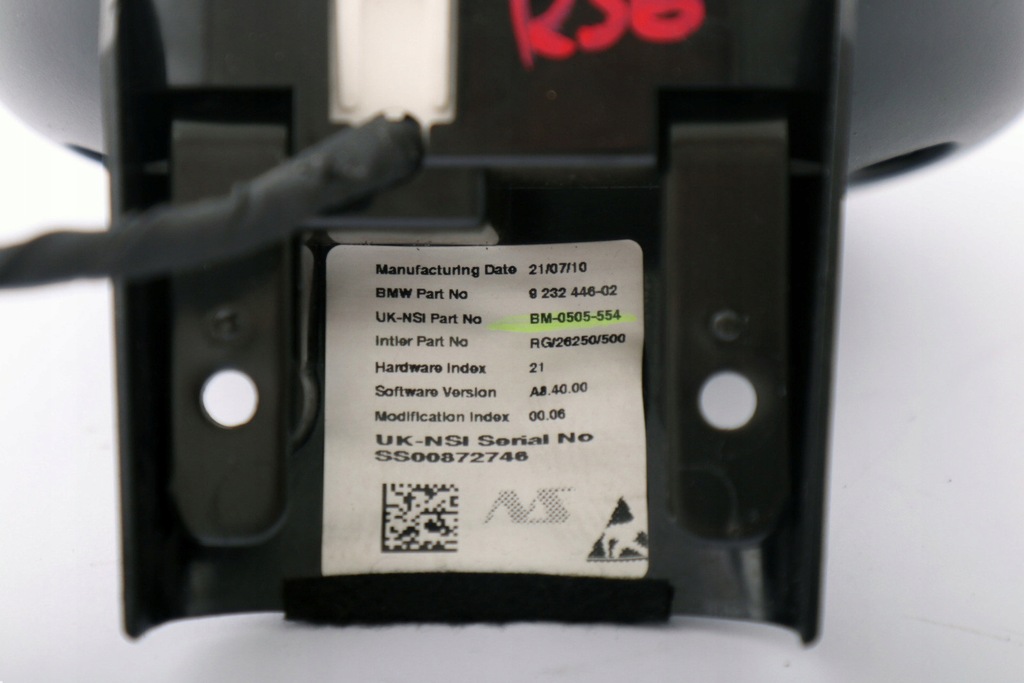 R56
Manufacturing Date 21/07/10
BMW Part No 9 232 446-02
UK-NSI Part No BM-0505-554
Intier Part No RG/26250/500
Hardware Index 21
Software Version A8.40.00
Modification Index 00.06
UK-NSI Serial No
SS00872746
NS